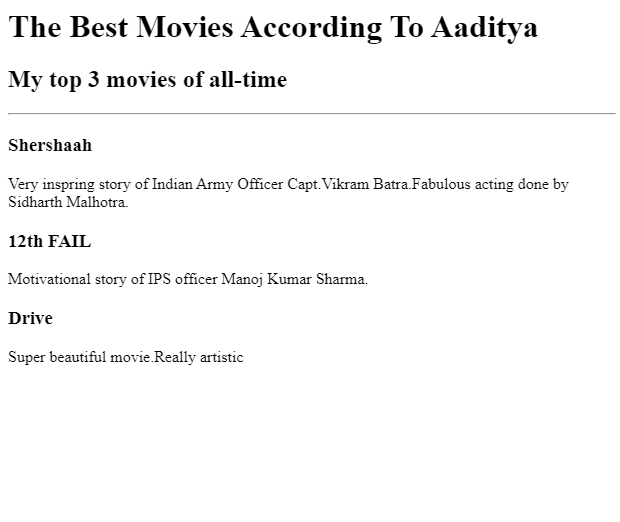 The Best Movies According To Aaditya
My top 3 movies of all-time
Shershaah
Very inspring story of Indian Army Officer Capt.Vikram Batra.Fabulous acting done by
Sidharth Malhotra.
12th FAIL
Motivational story of IPS officer Manoj Kumar Sharma.
Drive
Super beautiful movie.Really artistic